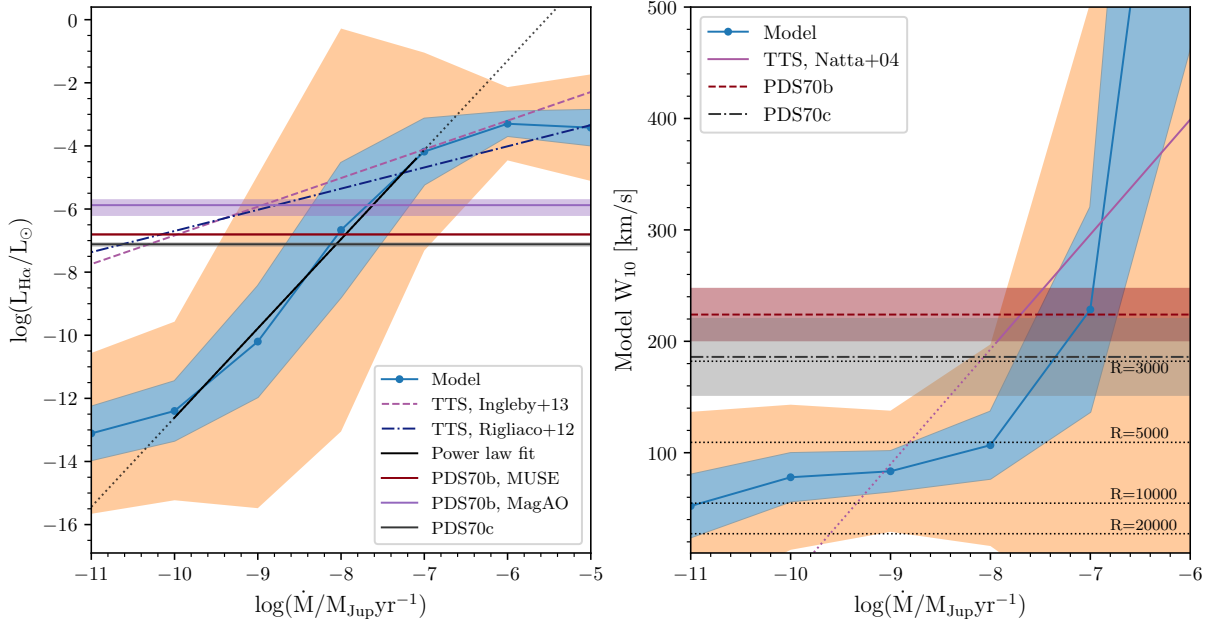 0
−2
−4
−6
−8
−10
−12
−14
−16
log(L_Hα/L_⊙)
−11 −10 −9 −8 −7 −6 −5
log(Ṁ/M_Jup yr⁻¹)
Model
TTS, Ingleby+13
TTS, Rigliaco+12
Power law fit
PDS70b, MUSE
PDS70b, MagAO
PDS70c
500
400
300
200
100
Model W₁₀ [km/s]
Model
TTS, Natta+04
PDS70b
PDS70c
R=3000
R=5000
R=10000
R=20000
−11 −10 −9 −8 −7 −6
log(Ṁ/M_Jup yr⁻¹)